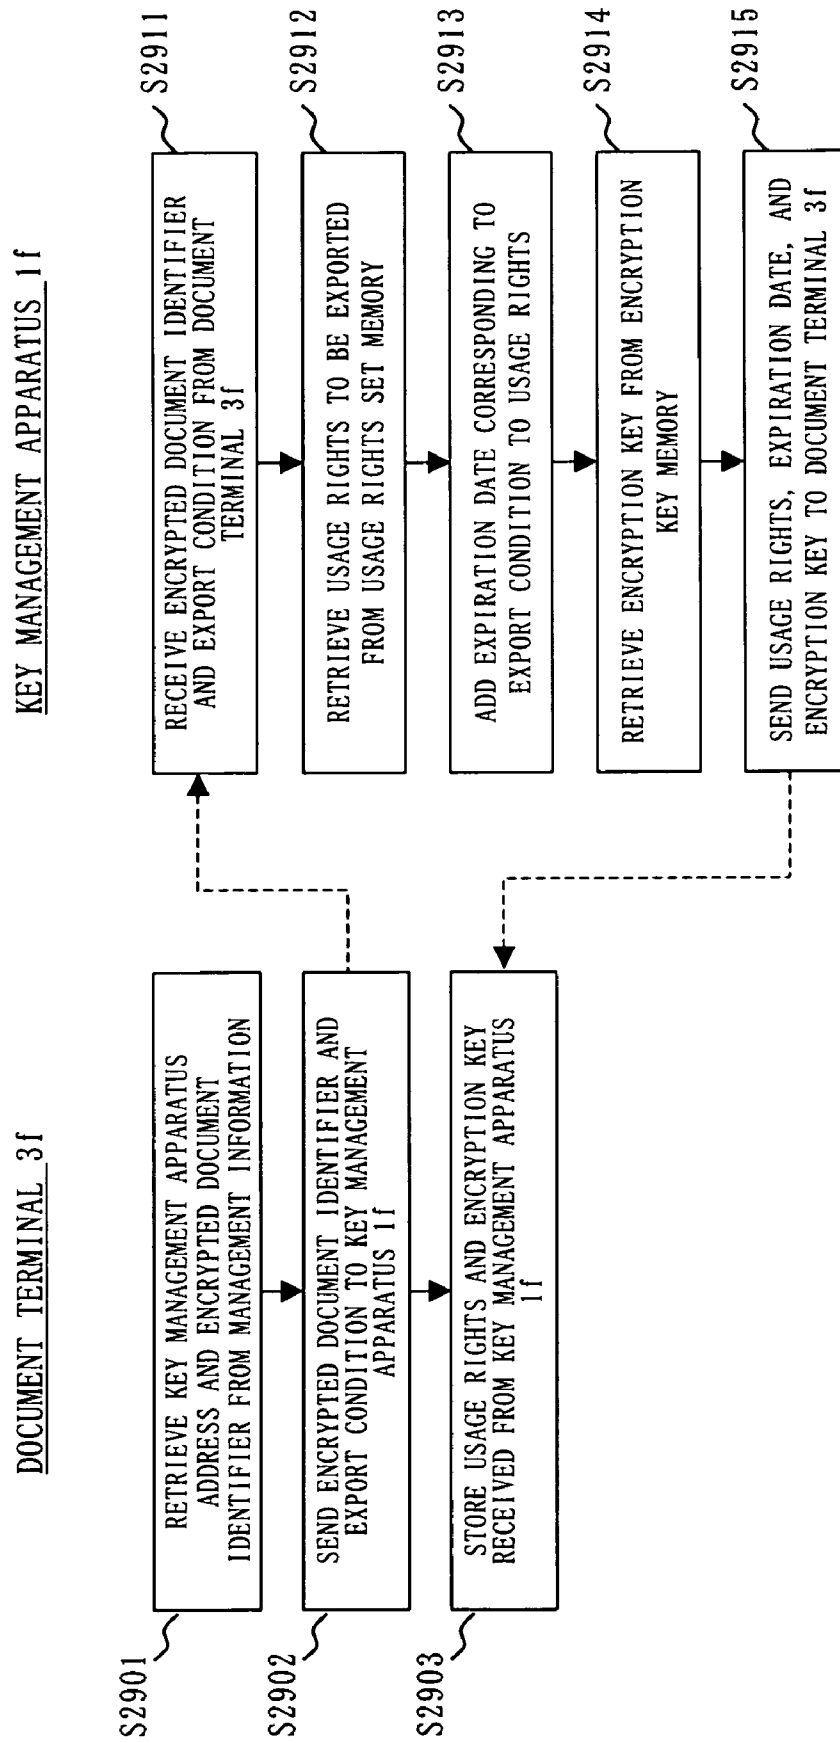 DOCUMENT TERMINAL 3f
S2901
RETRIEVE KEY MANAGEMENT APPARATUS
ADDRESS AND ENCRYPTED DOCUMENT
IDENTIFIER FROM MANAGEMENT INFORMATION
S2902
SEND ENCRYPTED DOCUMENT IDENTIFIER AND
EXPORT CONDITION TO KEY MANAGEMENT
APPARATUS 1f
S2903
STORE USAGE RIGHTS AND ENCRYPTION KEY
RECEIVED FROM KEY MANAGEMENT APPARATUS
1f
KEY MANAGEMENT APPARATUS 1f
RECEIVE ENCRYPTED DOCUMENT IDENTIFIER
AND EXPORT CONDITION FROM DOCUMENT
TERMINAL 3f
S2911
RETRIEVE USAGE RIGHTS TO BE EXPORTED
FROM USAGE RIGHTS SET MEMORY
S2912
ADD EXPIRATION DATE CORRESPONDING TO
EXPORT CONDITION TO USAGE RIGHTS
S2913
RETRIEVE ENCRYPTION KEY FROM ENCRYPTION
KEY MEMORY
S2914
SEND USAGE RIGHTS, EXPIRATION DATE, AND
ENCRYPTION KEY TO DOCUMENT TERMINAL 3f
S2915